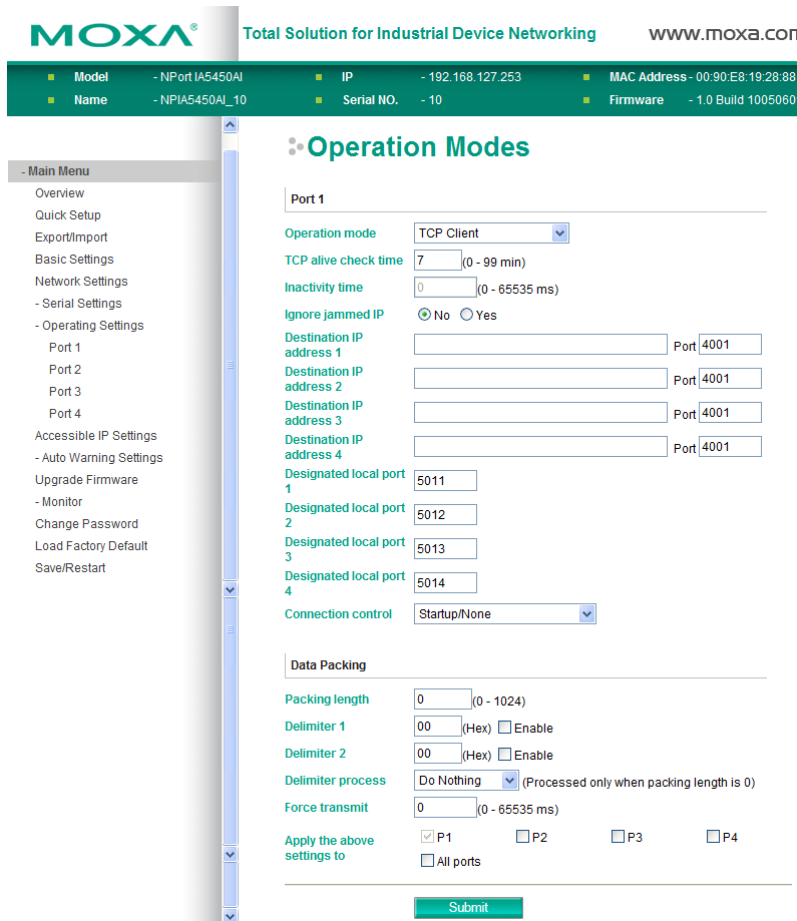 MOXA® Total Solution for Industrial Device Networking www.moxa.com
Model - NPort IA5450AI IP - 192.168.127.253 MAC Address - 00:90:E8:19:28:88
Name - NPIA5450AI_10 Serial NO. - 10 Firmware - 1.0 Build 1005060
- Main Menu
Overview
Quick Setup
Export/Import
Basic Settings
Network Settings
- Serial Settings
- Operating Settings
Port 1
Port 2
Port 3
Port 4
Accessible IP Settings
- Auto Warning Settings
Upgrade Firmware
- Monitor
Change Password
Load Factory Default
Save/Restart
Operation Modes
Port 1
Operation mode TCP Client
TCP alive check time 7 (0 - 99 min)
Inactivity time 0 (0 - 65535 ms)
Ignore jammed IP No Yes
Destination IP
address 1 Port 4001
Destination IP
address 2 Port 4001
Destination IP
address 3 Port 4001
Destination IP
address 4 Port 4001
Designated local port
1 5011
Designated local port
2 5012
Designated local port
3 5013
Designated local port
4 5014
Connection control Startup/None
Data Packing
Packing length 0 (0 - 1024)
Delimiter 1 00 (Hex) Enable
Delimiter 2 00 (Hex) Enable
Delimiter process Do Nothing (Processed only when packing length is 0)
Force transmit 0 (0 - 65535 ms)
Apply the above
settings to P1 P2 P3 P4
All ports
Submit